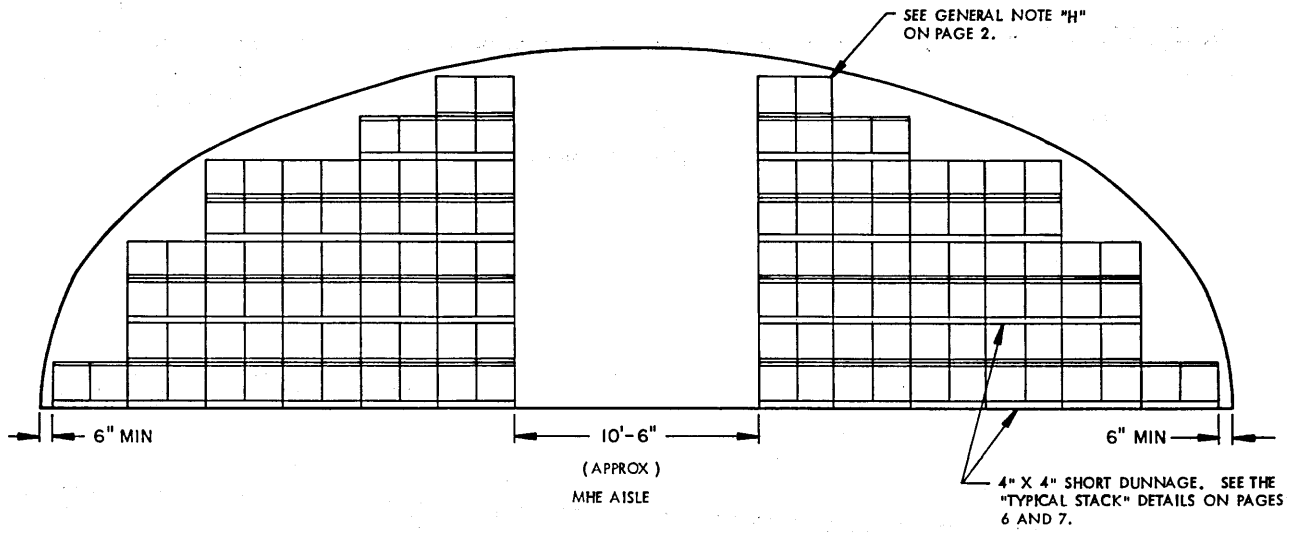 SEE GENERAL NOTE "H"
ON PAGE 2.
6" MIN
10'-6"
(APPROX)
MHE AISLE
6" MIN
4" X 4" SHORT DUNNAGE. SEE THE
"TYPICAL STACK" DETAILS ON PAGES
6 AND 7.